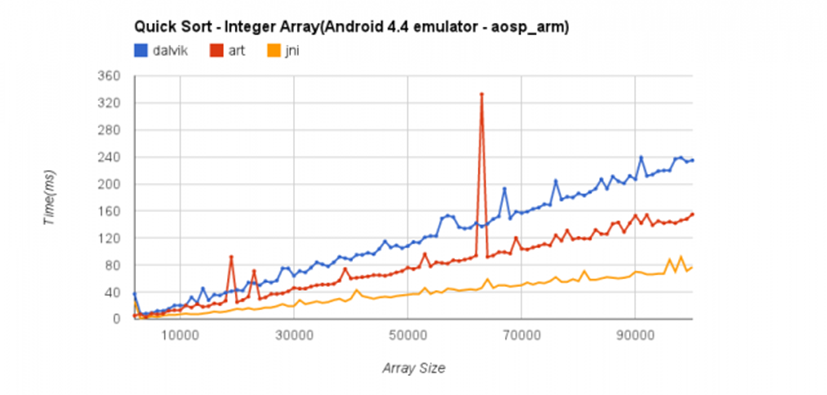 Quick Sort - Integer Array(Android 4.4 emulator - aosp_arm)
dalvik art jni
360
320
280
240
200
160
120
80
40
0
Time(ms)
10000 30000 50000 70000 90000
Array Size